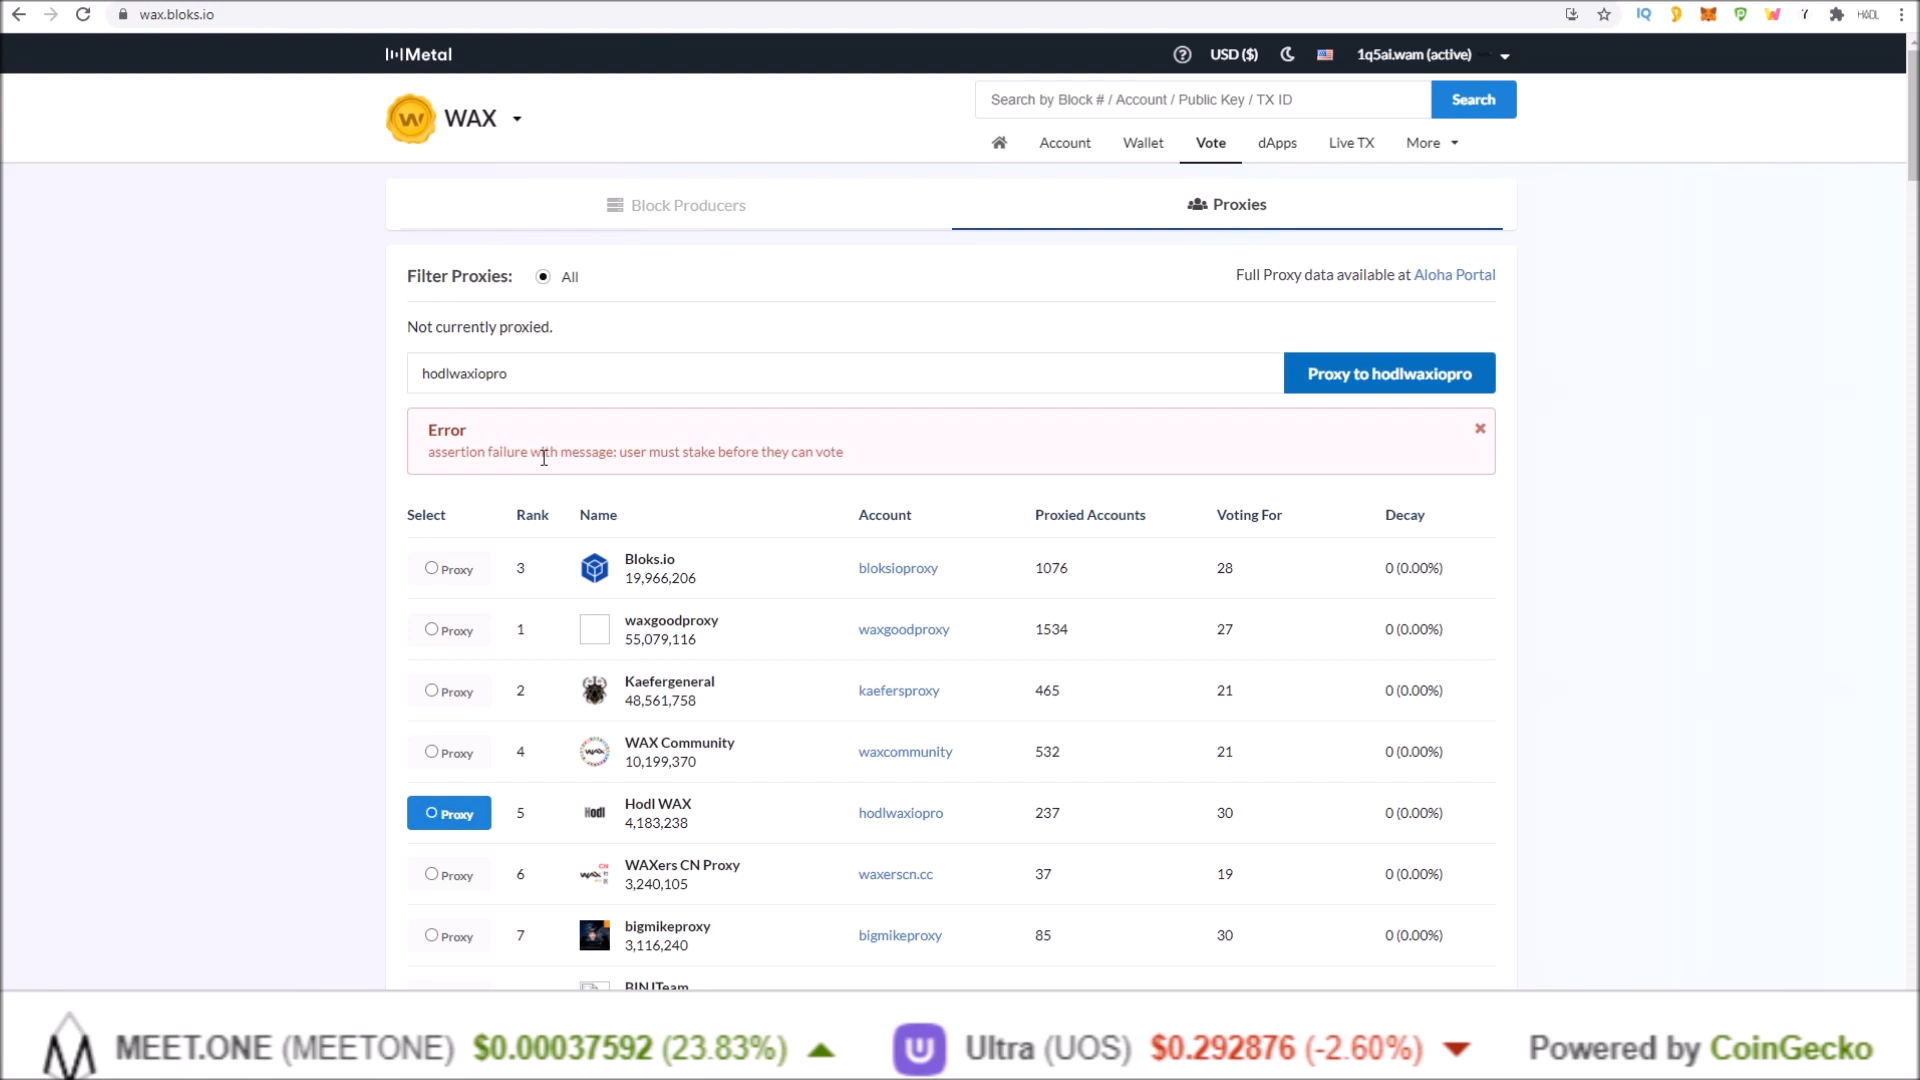 wax.bloks.io
Metal
USD ($)
1q5ai.wam (active)
WAX
Search by Block # / Account / Public Key / TX ID
Search
Account Wallet Vote dApps Live TX More
Block Producers
Proxies
Filter Proxies: All
Full Proxy data available at Aloha Portal
Not currently proxied.
hodlwaxiopro
Proxy to hodlwaxiopro
Error
assertion failure with message: user must stake before they can vote
Select Rank Name Account Proxied Accounts Voting For Decay
Proxy 3 Bloks.io bloksioproxy 1076 28 0 (0.00%)
19,966,206
Proxy 1 waxgoodproxy waxgoodproxy 1534 27 0 (0.00%)
55,079,116
Proxy 2 Kaefergeneral kaefersproxy 465 21 0 (0.00%)
48,561,758
Proxy 4 WAX Community waxcommunity 532 21 0 (0.00%)
10,199,370
Proxy 5 Hodl WAX hodlwaxiopro 237 30 0 (0.00%)
4,183,238
Proxy 6 WAXers CN Proxy waxerscn.cc 37 19 0 (0.00%)
3,240,105
Proxy 7 bigmikeproxy bigmikeproxy 85 30 0 (0.00%)
3,116,240
MEET.ONE (MEETONE) $0.00037592 (23.83%)
Ultra (UOS) $0.292876 (-2.60%)
Powered by CoinGecko